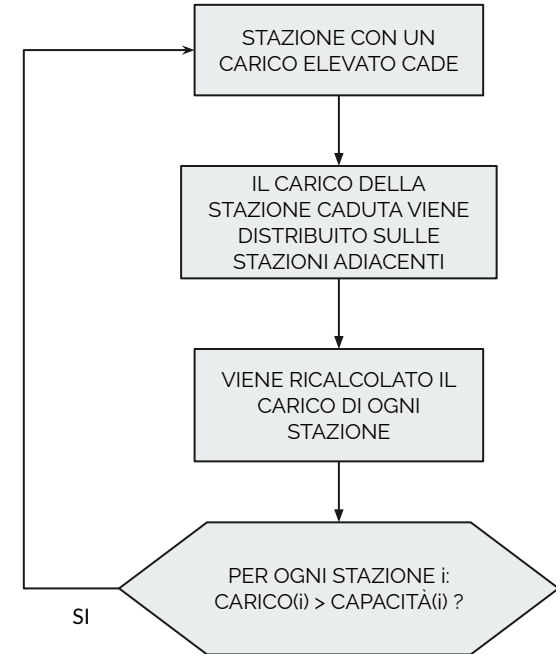 STAZIONE CON UN
CARICO ELEVATO CADE
IL CARICO DELLA
STAZIONE CADUTA VIENE
DISTRIBUITO SULLE
STAZIONI ADIACENTI
VIENE RICALCOLATO IL
CARICO DI OGNI
STAZIONE
PER OGNI STAZIONE i:
CARICO(i) > CAPACITÀ(i) ?
SI